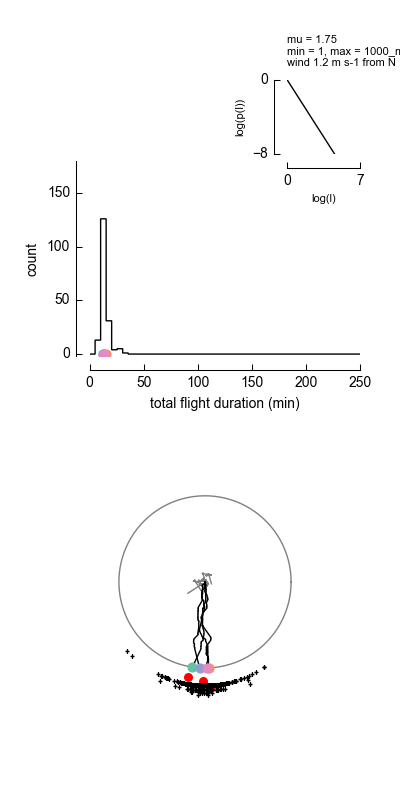 mu = 1.75
min = 1, max = 1000_m
wind 1.2 m s-1 from N
0
log(p(l))
−8
0
7
log(l)
150
100
50
0
count
0
50
100
150
200
250
total flight duration (min)